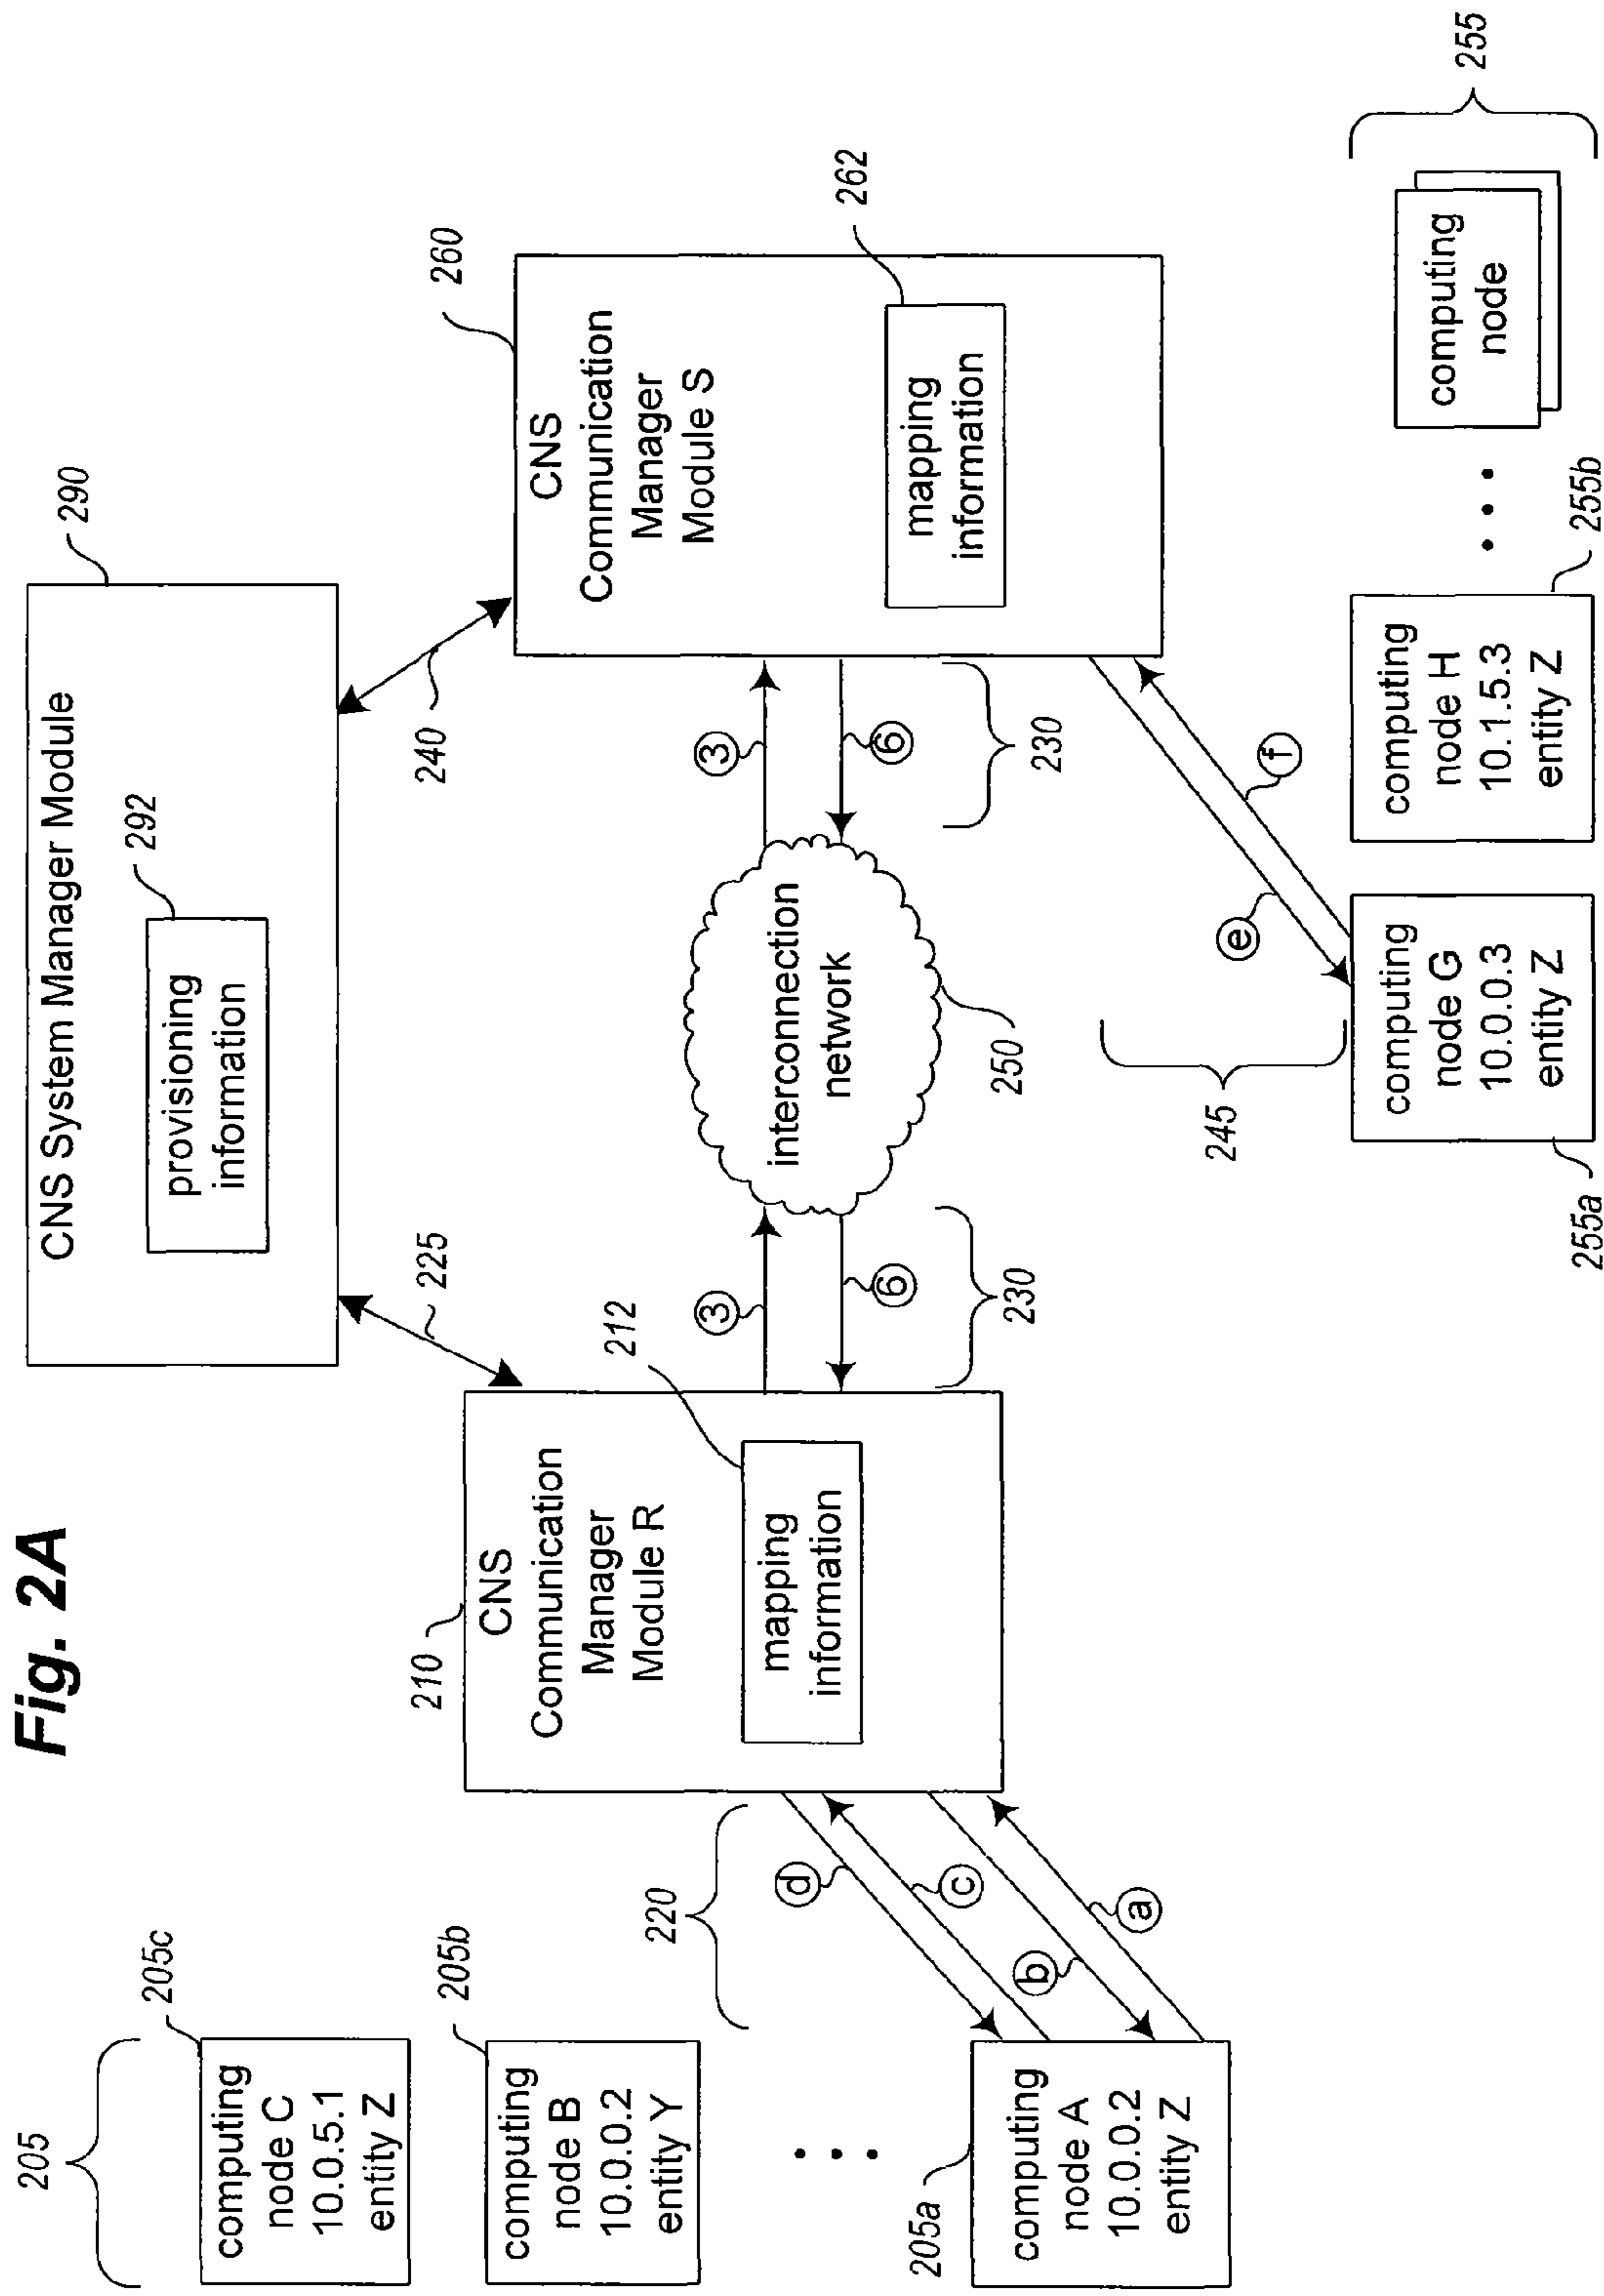 Fig. 2A
CNS System Manager Module
290
provisioning
information
292
225
240
210
CNS
Communication
Manager
Module R
mapping
information
212
260
CNS
Communication
Manager
Module S
mapping
information
262
3
3
6
6
230
230
interconnection
network
250
205
205c
computing
node C
10.0.5.1
entity Z
205b
computing
node B
10.0.0.2
entity Y
205a
computing
node A
10.0.0.2
entity Z
220
d
c
b
a
e
f
245
computing
node G
10.0.0.3
entity Z
255a
computing
node H
10.1.5.3
entity Z
255b
computing
node
255